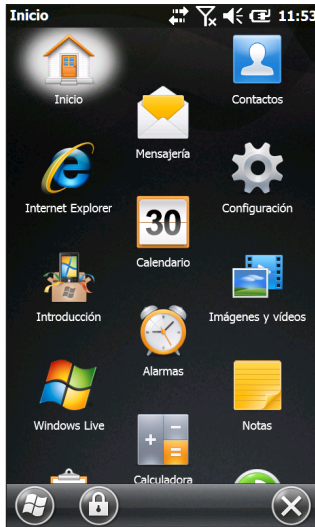 Inicio 11:53
Inicio
Contactos
Mensajería
Internet Explorer
Configuración
30
Calendario
Introducción
Imágenes y vídeos
Alarmas
Windows Live
Notas
Calculadora